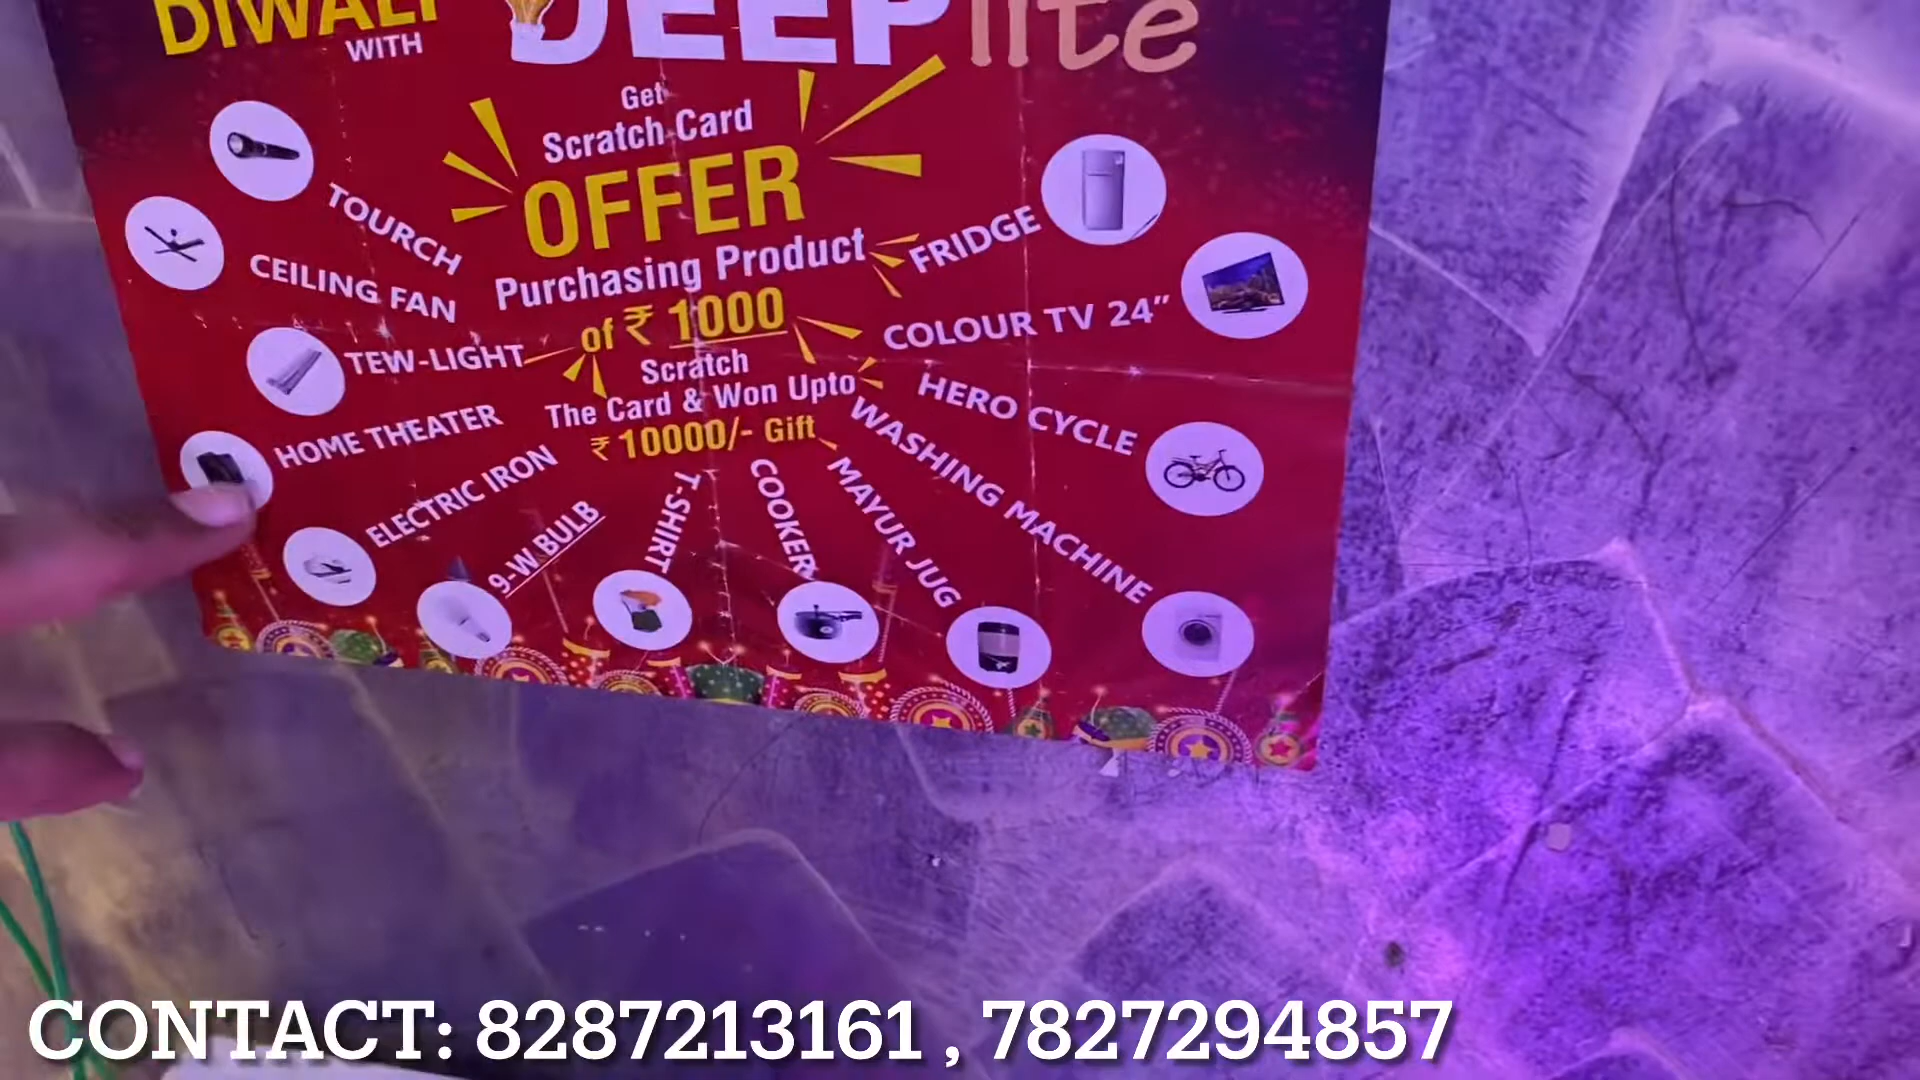 DIWALI
WITH
DEEPlite
Get
Scratch Card
OFFER
Purchasing Product
of ₹ 1000
Scratch
The Card & Won Upto
₹ 10000/- Gift
TOURCH
CEILING FAN
TEW-LIGHT
HOME THEATER
ELECTRIC IRON
9-W BULB
T-SHIRT
COOKER
MAYUR JUG
WASHING MACHINE
HERO CYCLE
COLOUR TV 24”
FRIDGE
CONTACT: 8287213161 , 7827294857